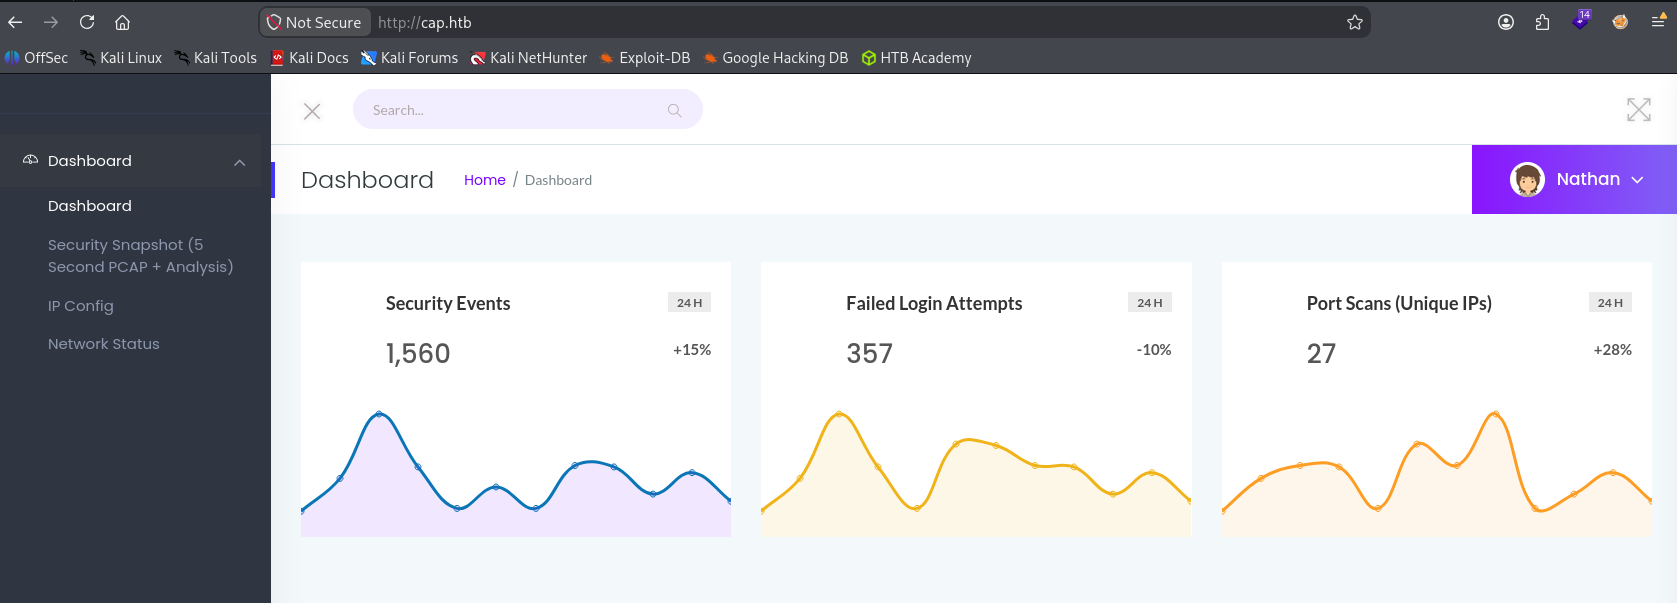 Not Secure http://cap.htb
14
OffSec Kali Linux Kali Tools Kali Docs Kali Forums Kali NetHunter Exploit-DB Google Hacking DB HTB Academy
Search...
Dashboard
Dashboard
Security Snapshot (5
Second PCAP + Analysis)
IP Config
Network Status
Dashboard Home / Dashboard
Nathan
Security Events 24 H
1,560 +15%
Failed Login Attempts 24 H
357 -10%
Port Scans (Unique IPs) 24 H
27 +28%